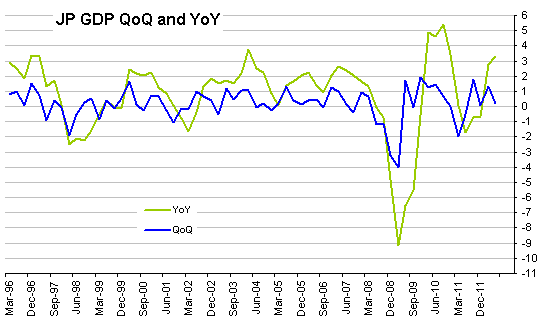 JP GDP QoQ and YoY
6
5
4
3
2
1
0
-1
-2
-3
-4
-5
-6
-7
-8
-9
-10
-11
YoY
QoQ
Mar-96
Dec-96
Sep-97
Jun-98
Mar-99
Dec-99
Sep-00
Jun-01
Mar-02
Dec-02
Sep-03
Jun-04
Mar-05
Dec-05
Sep-06
Jun-07
Mar-08
Dec-08
Sep-09
Jun-10
Mar-11
Dec-11